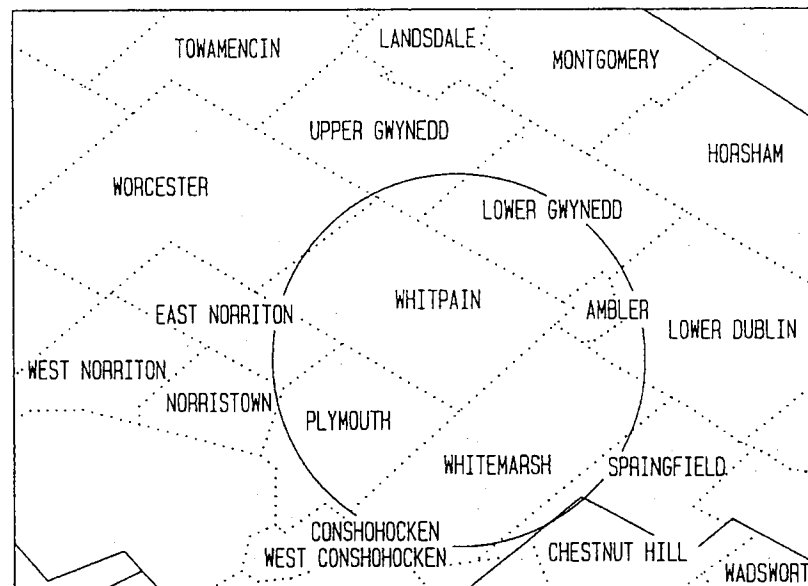 TOWAMENCIN
LANDSDALE
MONTGOMERY
UPPER GWYNEDD
HORSHAM
WORCESTER
LOWER GWYNEDD
WHITPAIN
EAST NORRITON
AMBLER
LOWER DUBLIN
WEST NORRITON
NORRISTOWN
PLYMOUTH
WHITEMARSH
SPRINGFIELD
CONSHOHOCKEN
WEST CONSHOHOCKEN
CHESTNUT HILL
WADSWORT